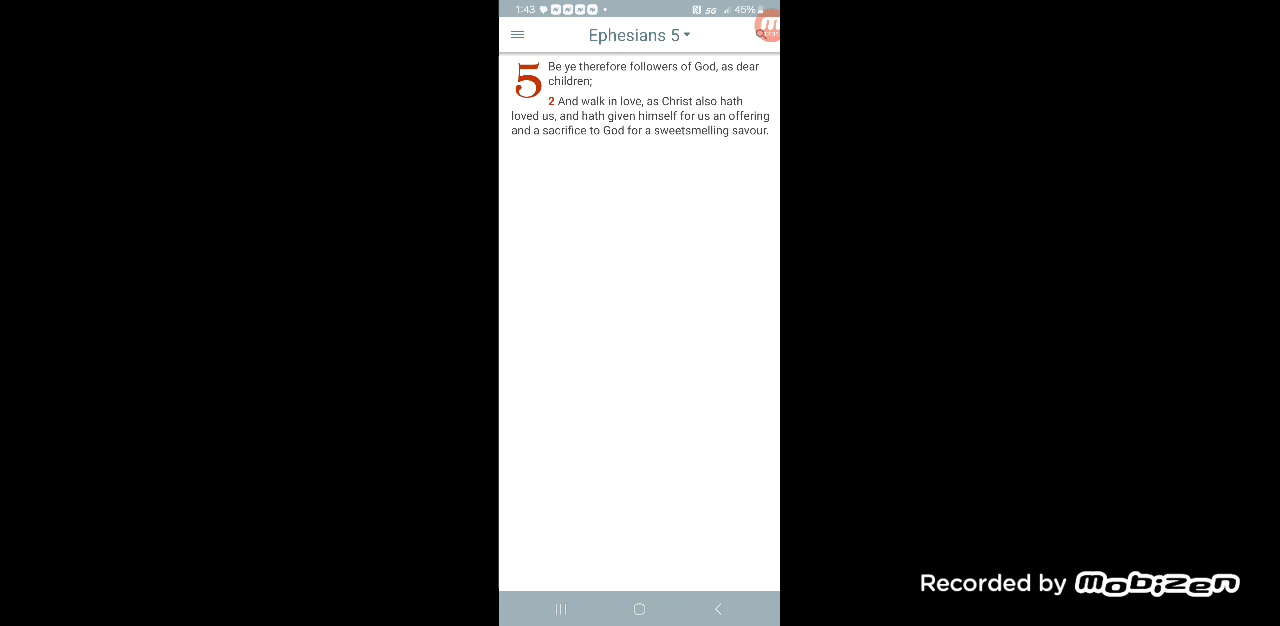 1:43 5G 45%
Ephesians 5
5 Be ye therefore followers of God, as dear
children;
2 And walk in love, as Christ also hath
loved us, and hath given himself for us an offering
and a sacrifice to God for a sweetsmelling savour.
Recorded by mobizen